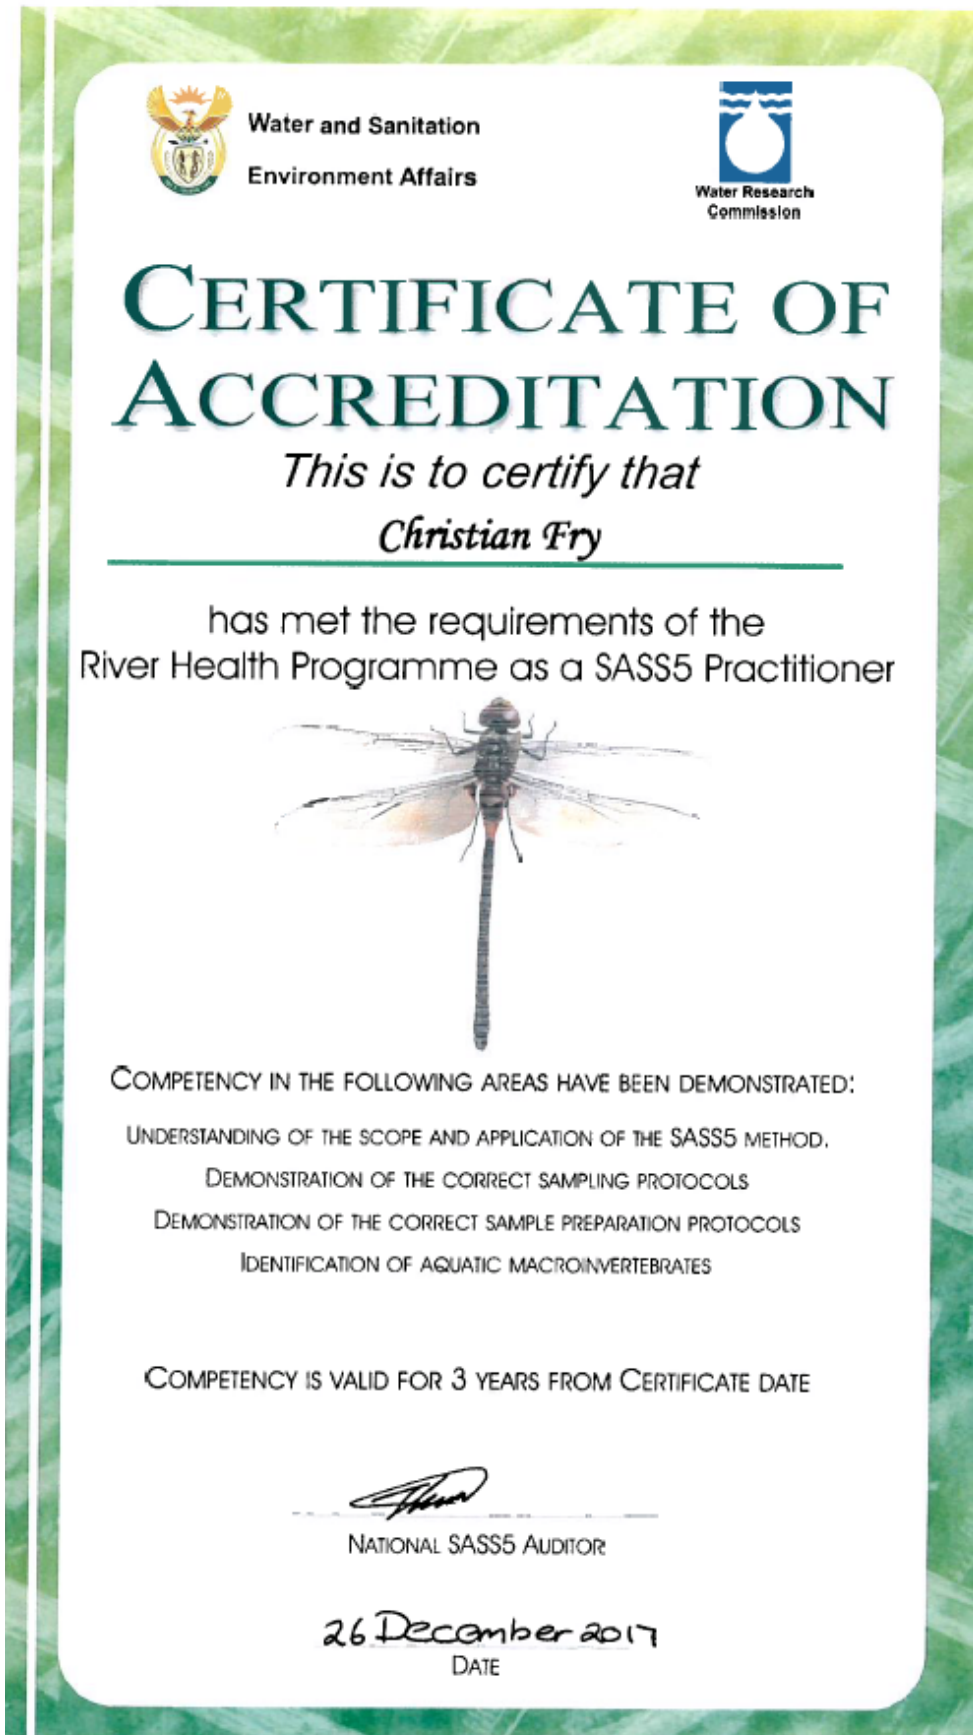 Water and Sanitation
Environment Affairs
Water Research
Commission
CERTIFICATE OF
ACCREDITATION
This is to certify that
Christian Fry
has met the requirements of the
River Health Programme as a SASS5 Practitioner
COMPETENCY IN THE FOLLOWING AREAS HAVE BEEN DEMONSTRATED:
UNDERSTANDING OF THE SCOPE AND APPLICATION OF THE SASS5 METHOD.
DEMONSTRATION OF THE CORRECT SAMPLING PROTOCOLS
DEMONSTRATION OF THE CORRECT SAMPLE PREPARATION PROTOCOLS
IDENTIFICATION OF AQUATIC MACROINVERTEBRATES
COMPETENCY IS VALID FOR 3 YEARS FROM CERTIFICATE DATE
NATIONAL SASS5 AUDITOR
26 December 2017
DATE